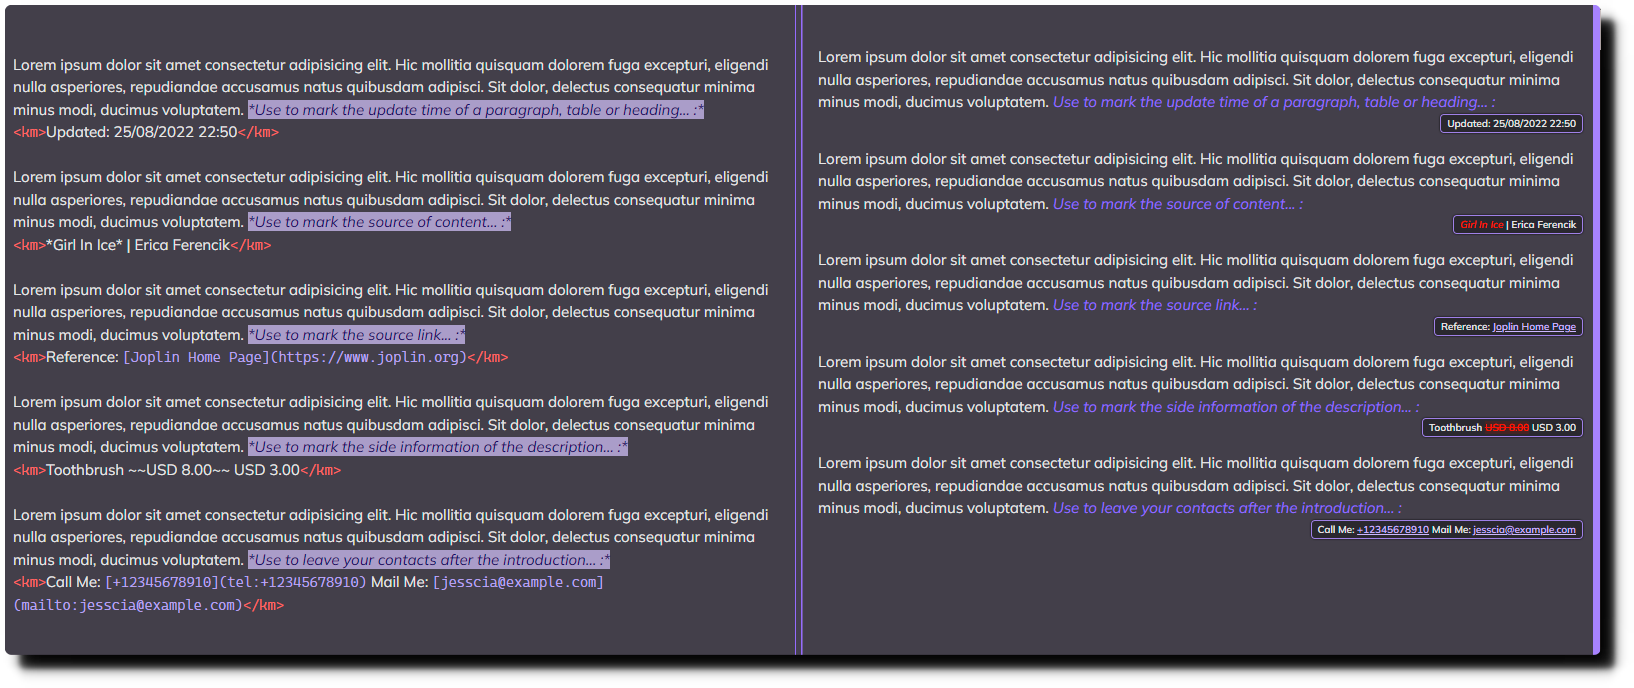 Lorem ipsum dolor sit amet consectetur adipisicing elit. Hic mollitia quisquam dolorem fuga excepturi, eligendi
nulla asperiores, repudiandae accusamus natus quibusdam adipisci. Sit dolor, delectus consequatur minima
minus modi, ducimus voluptatem. *Use to mark the update time of a paragraph, table or heading... :*
<km>Updated: 25/08/2022 22:50</km>
Lorem ipsum dolor sit amet consectetur adipisicing elit. Hic mollitia quisquam dolorem fuga excepturi, eligendi
nulla asperiores, repudiandae accusamus natus quibusdam adipisci. Sit dolor, delectus consequatur minima
minus modi, ducimus voluptatem. *Use to mark the source of content... :*
<km>*Girl In Ice* | Erica Ferencik</km>
Lorem ipsum dolor sit amet consectetur adipisicing elit. Hic mollitia quisquam dolorem fuga excepturi, eligendi
nulla asperiores, repudiandae accusamus natus quibusdam adipisci. Sit dolor, delectus consequatur minima
minus modi, ducimus voluptatem. *Use to mark the source link... :*
<km>Reference: [Joplin Home Page](https://www.joplin.org)</km>
Lorem ipsum dolor sit amet consectetur adipisicing elit. Hic mollitia quisquam dolorem fuga excepturi, eligendi
nulla asperiores, repudiandae accusamus natus quibusdam adipisci. Sit dolor, delectus consequatur minima
minus modi, ducimus voluptatem. *Use to mark the side information of the description... :*
<km>Toothbrush ~~USD 8.00~~ USD 3.00</km>
Lorem ipsum dolor sit amet consectetur adipisicing elit. Hic mollitia quisquam dolorem fuga excepturi, eligendi
nulla asperiores, repudiandae accusamus natus quibusdam adipisci. Sit dolor, delectus consequatur minima
minus modi, ducimus voluptatem. *Use to leave your contacts after the introduction... :*
<km>Call Me: [+12345678910](tel:+12345678910) Mail Me: [jesscia@example.com]
(mailto:jesscia@example.com)</km>
Lorem ipsum dolor sit amet consectetur adipisicing elit. Hic mollitia quisquam dolorem fuga excepturi, eligendi
nulla asperiores, repudiandae accusamus natus quibusdam adipisci. Sit dolor, delectus consequatur minima
minus modi, ducimus voluptatem. Use to mark the update time of a paragraph, table or heading... :
Updated: 25/08/2022 22:50
Lorem ipsum dolor sit amet consectetur adipisicing elit. Hic mollitia quisquam dolorem fuga excepturi, eligendi
nulla asperiores, repudiandae accusamus natus quibusdam adipisci. Sit dolor, delectus consequatur minima
minus modi, ducimus voluptatem. Use to mark the source of content... :
Girl In Ice | Erica Ferencik
Lorem ipsum dolor sit amet consectetur adipisicing elit. Hic mollitia quisquam dolorem fuga excepturi, eligendi
nulla asperiores, repudiandae accusamus natus quibusdam adipisci. Sit dolor, delectus consequatur minima
minus modi, ducimus voluptatem. Use to mark the source link... :
Reference: Joplin Home Page
Lorem ipsum dolor sit amet consectetur adipisicing elit. Hic mollitia quisquam dolorem fuga excepturi, eligendi
nulla asperiores, repudiandae accusamus natus quibusdam adipisci. Sit dolor, delectus consequatur minima
minus modi, ducimus voluptatem. Use to mark the side information of the description... :
Toothbrush USD 8.00 USD 3.00
Lorem ipsum dolor sit amet consectetur adipisicing elit. Hic mollitia quisquam dolorem fuga excepturi, eligendi
nulla asperiores, repudiandae accusamus natus quibusdam adipisci. Sit dolor, delectus consequatur minima
minus modi, ducimus voluptatem. Use to leave your contacts after the introduction... :
Call Me: +12345678910 Mail Me: jesscia@example.com